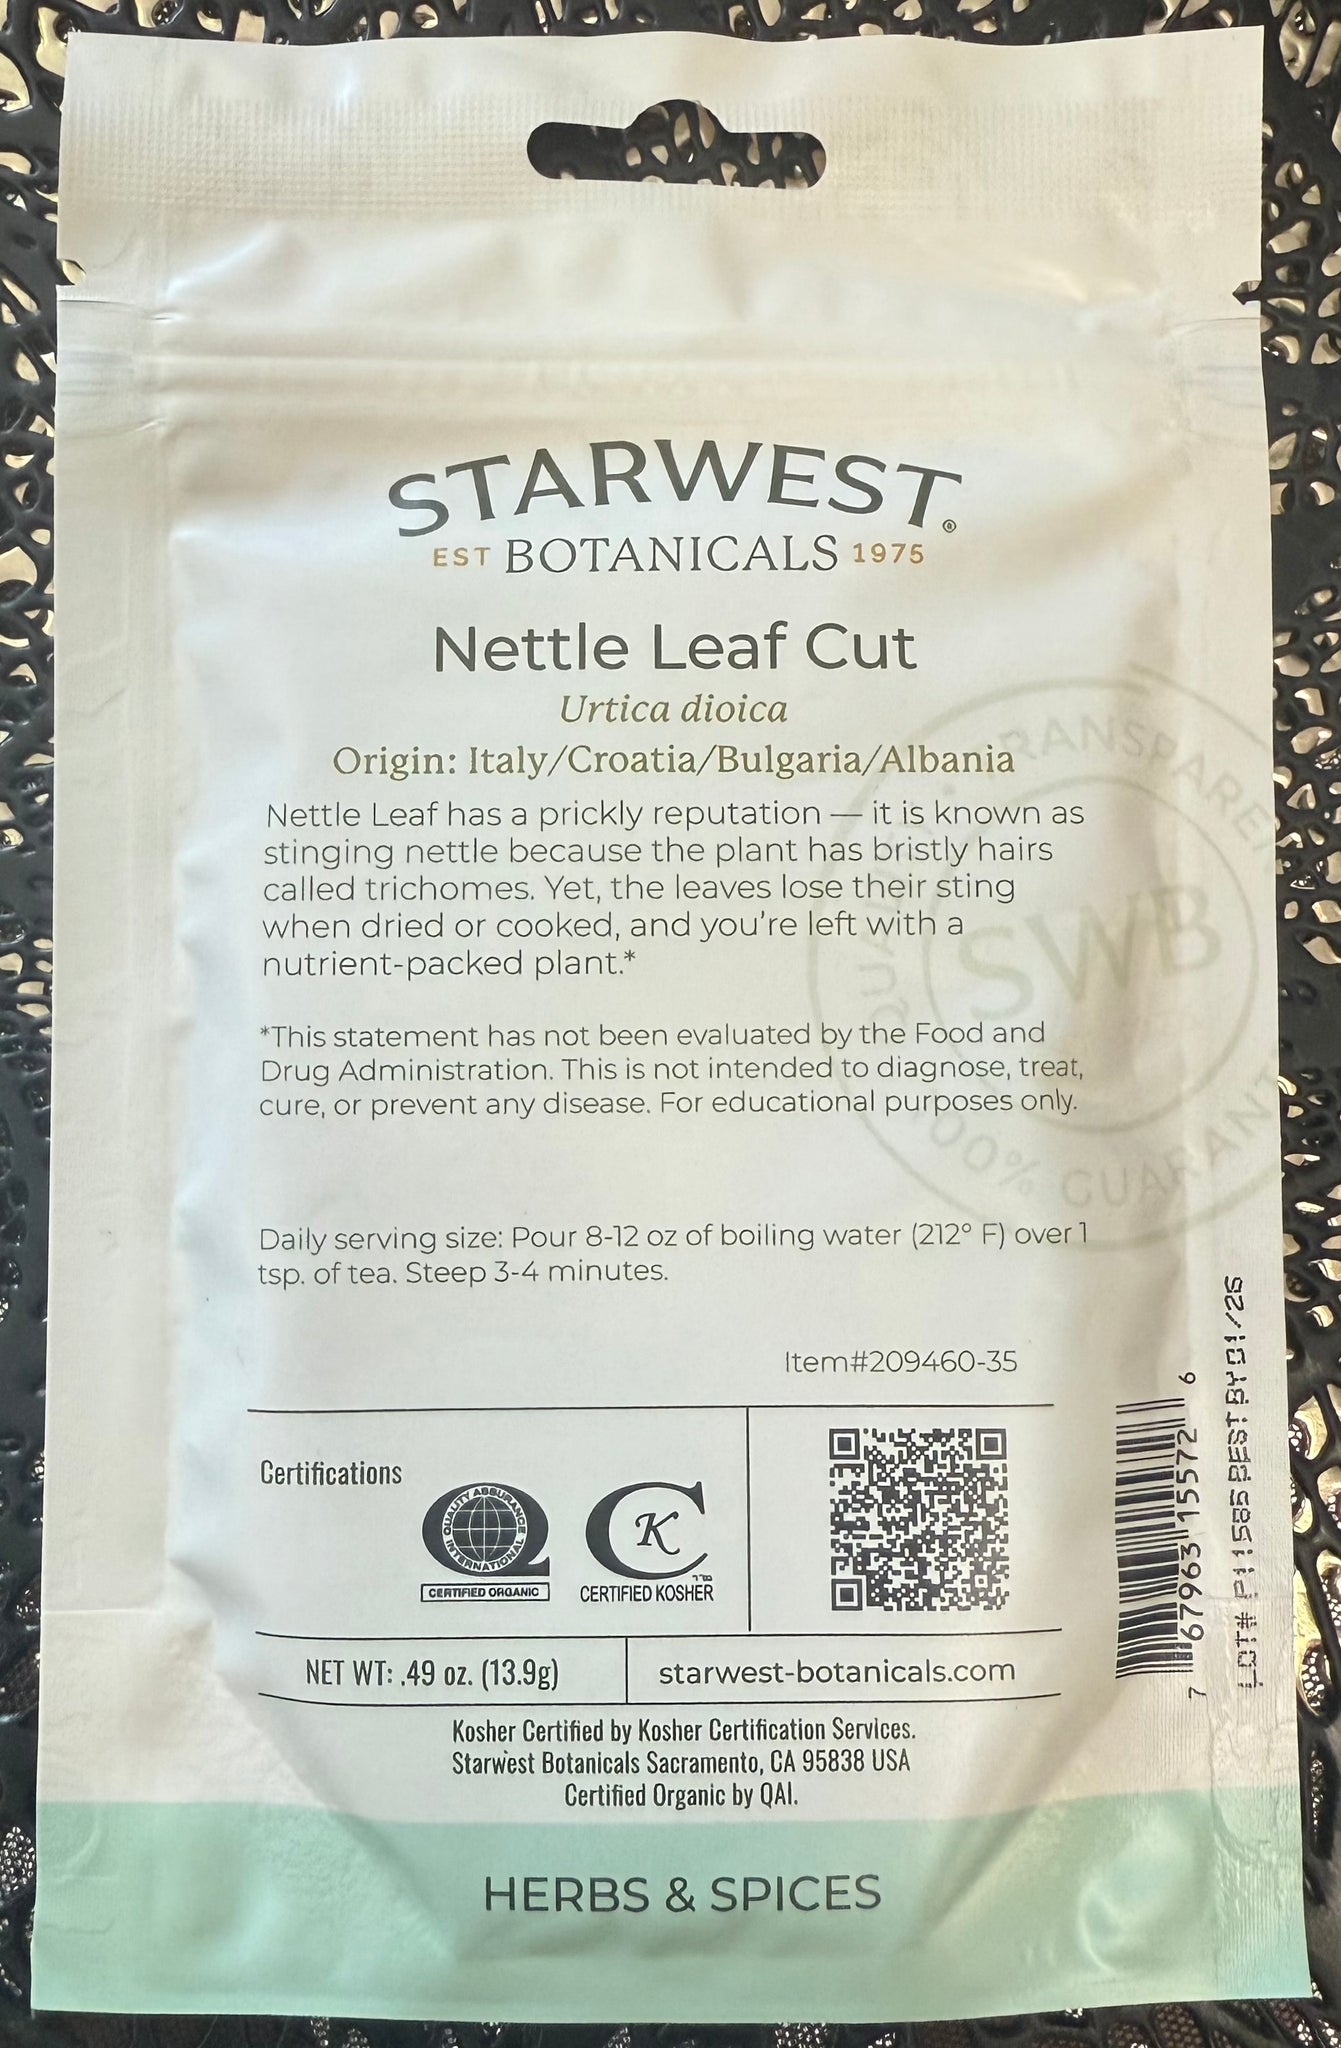 STARWEST®
EST BOTANICALS 1975
Nettle Leaf Cut
Urtica dioica
Origin: Italy/Croatia/Bulgaria/Albania
Nettle Leaf has a prickly reputation — it is known as
stinging nettle because the plant has bristly hairs
called trichomes. Yet, the leaves lose their sting
when dried or cooked, and you're left with a
nutrient-packed plant.*
*This statement has not been evaluated by the Food and
Drug Administration. This is not intended to diagnose, treat,
cure, or prevent any disease. For educational purposes only.
SWB
100% GUARANT
Daily serving size: Pour 8-12 oz of boiling water (212° F) over 1
tsp. of tea. Steep 3-4 minutes.
Item#209460-35
Certifications
QUALITY ASSURANCE
INTERNATIONAL
CERTIFIED ORGANIC
K
CERTIFIED KOSHER
7 67963 15572 6
LOT# P11585 BEST BY 01/26
NET WT: .49 oz. (13.9g)
starwest-botanicals.com
Kosher Certified by Kosher Certification Services.
Starwest Botanicals Sacramento, CA 95838 USA
Certified Organic by QAI.
HERBS & SPICES